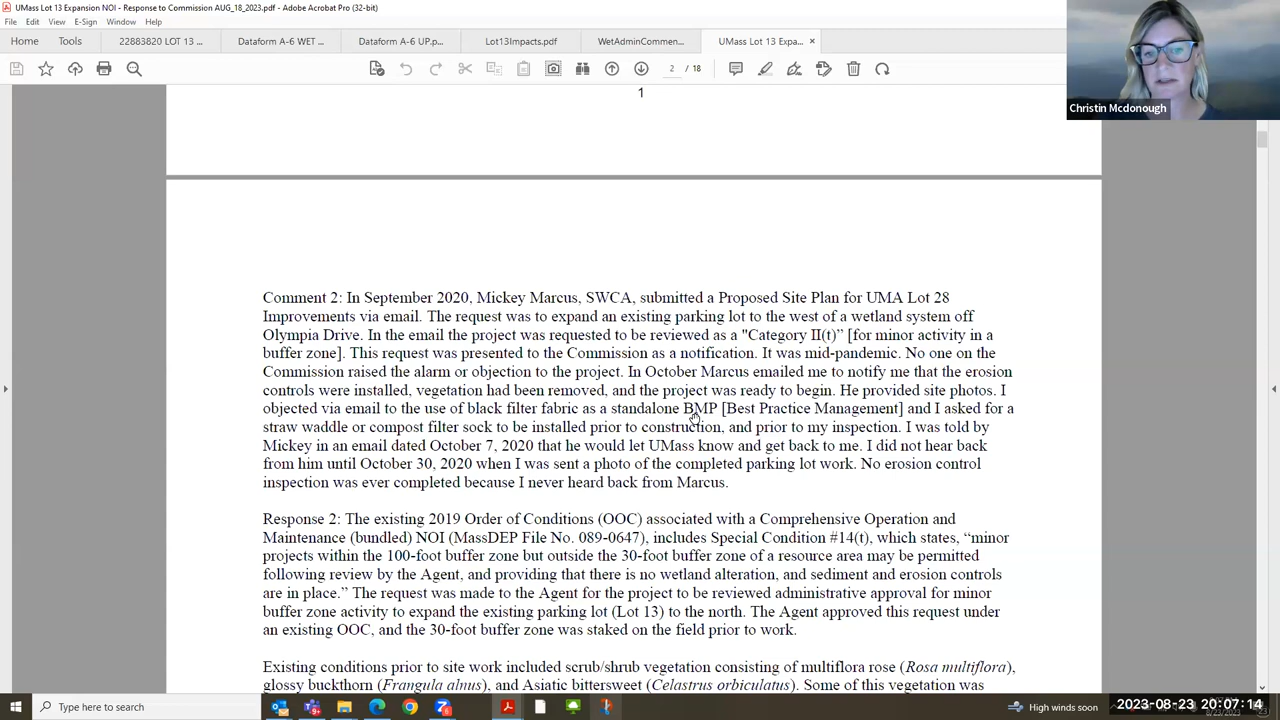 UMass Lot 13 Expansion NOI - Response to Commission AUG_18_2023.pdf - Adobe Acrobat Pro (32-bit)
File Edit View E-Sign Window Help
Home Tools 22883820 LOT 13 ... Dataform A-6 WET ... Dataform A-6 UP.p... Lot13Impacts.pdf WetAdminCommen... UMass Lot 13 Expa... ×
2 / 18
Christin Mcdonough
1
Comment 2: In September 2020, Mickey Marcus, SWCA, submitted a Proposed Site Plan for UMA Lot 28
Improvements via email. The request was to expand an existing parking lot to the west of a wetland system off
Olympia Drive. In the email the project was requested to be reviewed as a "Category II(t)” [for minor activity in a
buffer zone]. This request was presented to the Commission as a notification. It was mid-pandemic. No one on the
Commission raised the alarm or objection to the project. In October Marcus emailed me to notify me that the erosion
controls were installed, vegetation had been removed, and the project was ready to begin. He provided site photos. I
objected via email to the use of black filter fabric as a standalone BMP [Best Practice Management] and I asked for a
straw waddle or compost filter sock to be installed prior to construction, and prior to my inspection. I was told by
Mickey in an email dated October 7, 2020 that he would let UMass know and get back to me. I did not hear back
from him until October 30, 2020 when I was sent a photo of the completed parking lot work. No erosion control
inspection was ever completed because I never heard back from Marcus.
Response 2: The existing 2019 Order of Conditions (OOC) associated with a Comprehensive Operation and
Maintenance (bundled) NOI (MassDEP File No. 089-0647), includes Special Condition #14(t), which states, “minor
projects within the 100-foot buffer zone but outside the 30-foot buffer zone of a resource area may be permitted
following review by the Agent, and providing that there is no wetland alteration, and sediment and erosion controls
are in place.” The request was made to the Agent for the project to be reviewed administrative approval for minor
buffer zone activity to expand the existing parking lot (Lot 13) to the north. The Agent approved this request under
an existing OOC, and the 30-foot buffer zone was staked on the field prior to work.
Existing conditions prior to site work included scrub/shrub vegetation consisting of multiflora rose (Rosa multiflora),
glossy buckthorn (Frangula alnus), and Asiatic bittersweet (Celastrus orbiculatus). Some of this vegetation was
Type here to search
High winds soon
2023-08-23 20:07:14